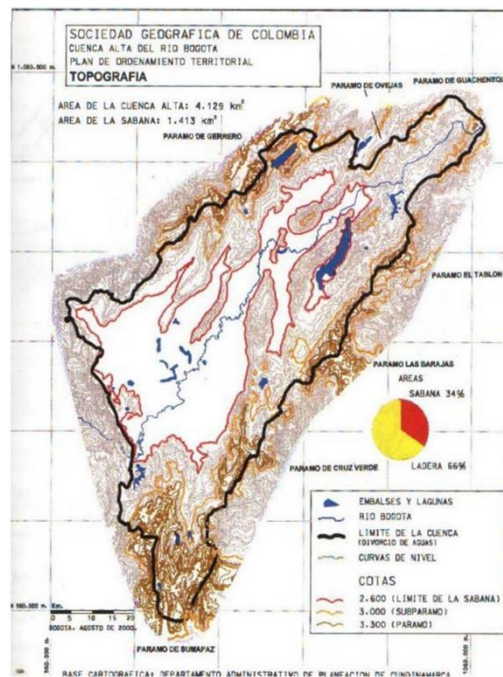 SOCIEDAD GEOGRAFICA DE COLOMBIA
CUENCA ALTA DEL RIO BOGOTA
PLAN DE ORDENAMIENTO TERRITORIAL
TOPOGRAFIA
AREA DE LA CUENCA ALTA: 4.129 km²
AREA DE LA SABANA: 1.413 km²
PARAMO DE GUACHENEQUE
PARAMO DE OVEJAS
PARAMO DE GERRERO
PARAMO EL TABLON
PARAMO LAS BARAJAS
AREAS
SABANA 34%
LADERA 66%
PARAMO DE CRUZ VERDE
EMBALSES Y LAGUNAS
RIO BOGOTA
LIMITE DE LA CUENCA
(DIVORCIO DE AGUAS)
CURVAS DE NIVEL
COTAS
2.600 (LIMITE DE LA SABANA)
3.000 (SUBPARAMO)
3.300 (PARAMO)
0 5 10 20
BOGOTA. AGOSTO DE 2000.
PARAMO DE SUMAPAZ
BASE CARTOGRAFICA: DEPARTAMENTO ADMINISTRATIVO DE PLANEACION DE CUNDINAMARCA